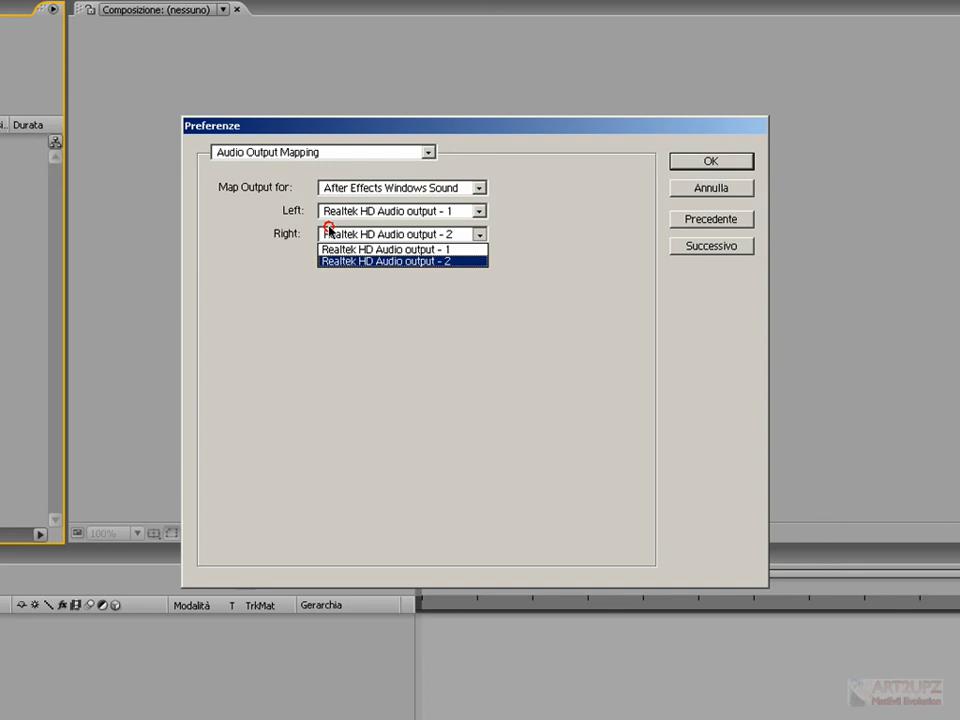 Composizione: (nessuno)
Durata
Preferenze
Audio Output Mapping
OK
Map Output for: After Effects Windows Sound
Annulla
Left: Realtek HD Audio output - 1
Precedente
Right: Realtek HD Audio output - 2
Realtek HD Audio output - 1
Successivo
Realtek HD Audio output - 2
100%
Modalità T TrkMat Gerarchia
ART2UPZ